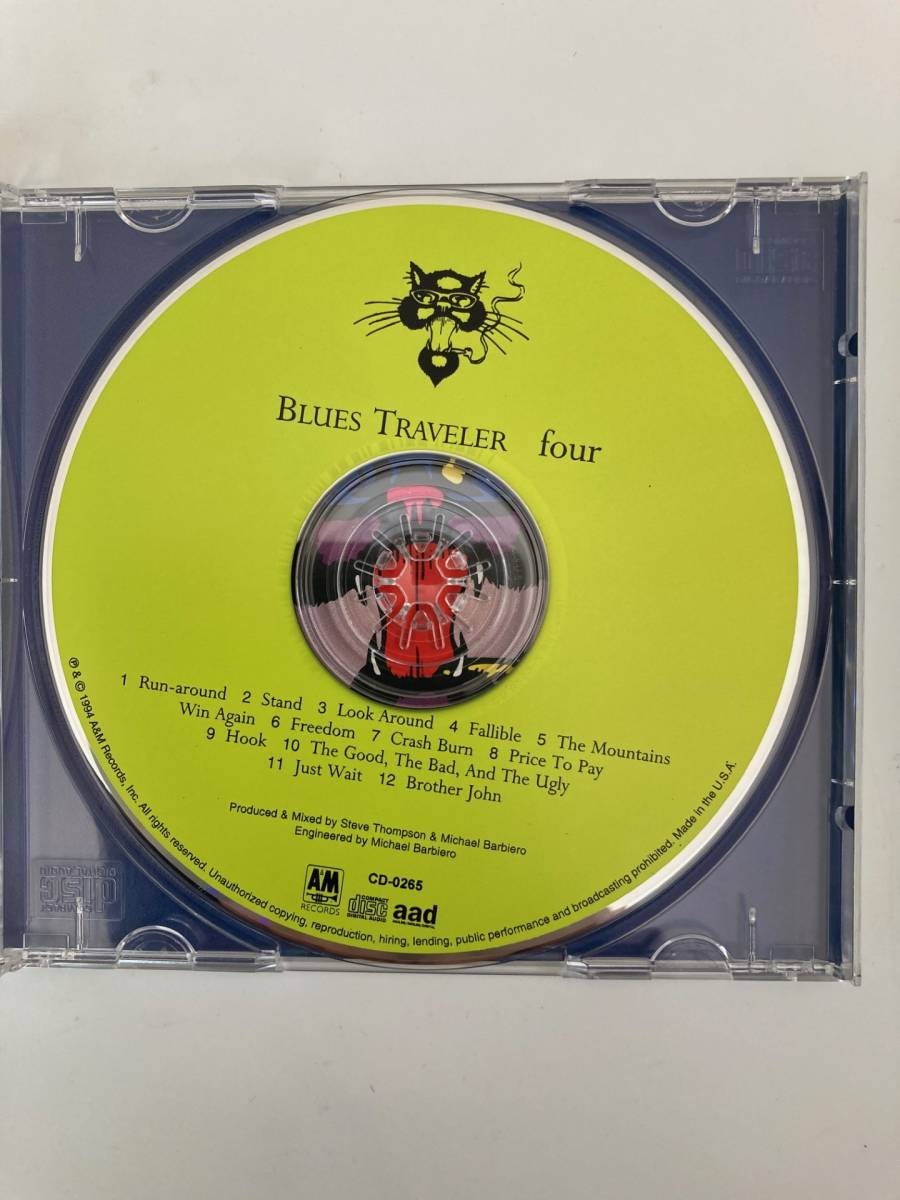 BLUES TRAVELER four
1 Run-around 2 Stand 3 Look Around 4 Fallible 5 The Mountains
Win Again 6 Freedom 7 Crash Burn 8 Price To Pay
9 Hook 10 The Good, The Bad, And The Ugly
11 Just Wait 12 Brother John
Produced & Mixed by Steve Thompson & Michael Barbiero
Engineered by Michael Barbiero
A&M
RECORDS
CD-0265
COMPACT
disc
DIGITAL AUDIO
aad
℗ & © 1994 A&M Records, Inc. All rights reserved. Unauthorized copying, reproduction, hiring, lending, public performance and broadcasting prohibited. Made in the U.S.A.